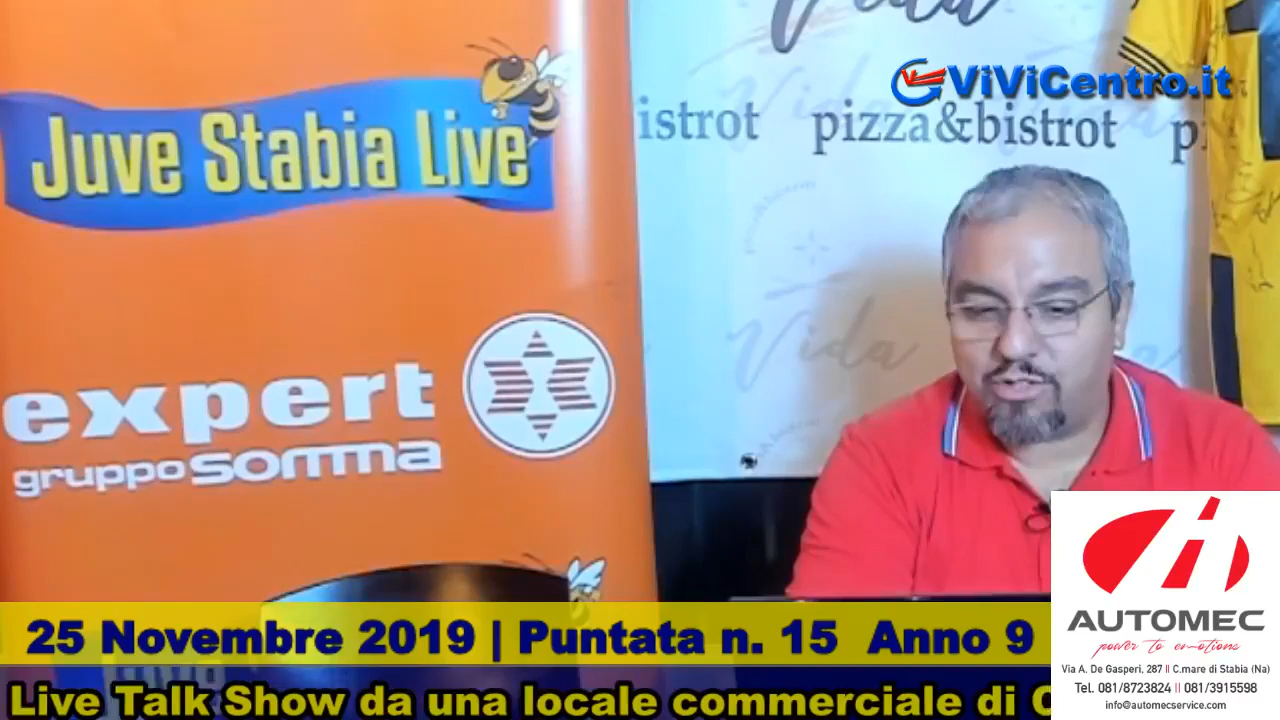 Vida
ViViCentro.it
istrot pizza&bistrot
Juve Stabia Live
Vida
expert
gruppo somma
25 Novembre 2019 | Puntata n. 15 Anno 9
Live Talk Show da una locale commerciale di C
AUTOMEC
power to emotions
Via A. De Gasperi, 287 || C.mare di Stabia (Na)
Tel. 081/8723824 || 081/3915598
info@automecservice.com